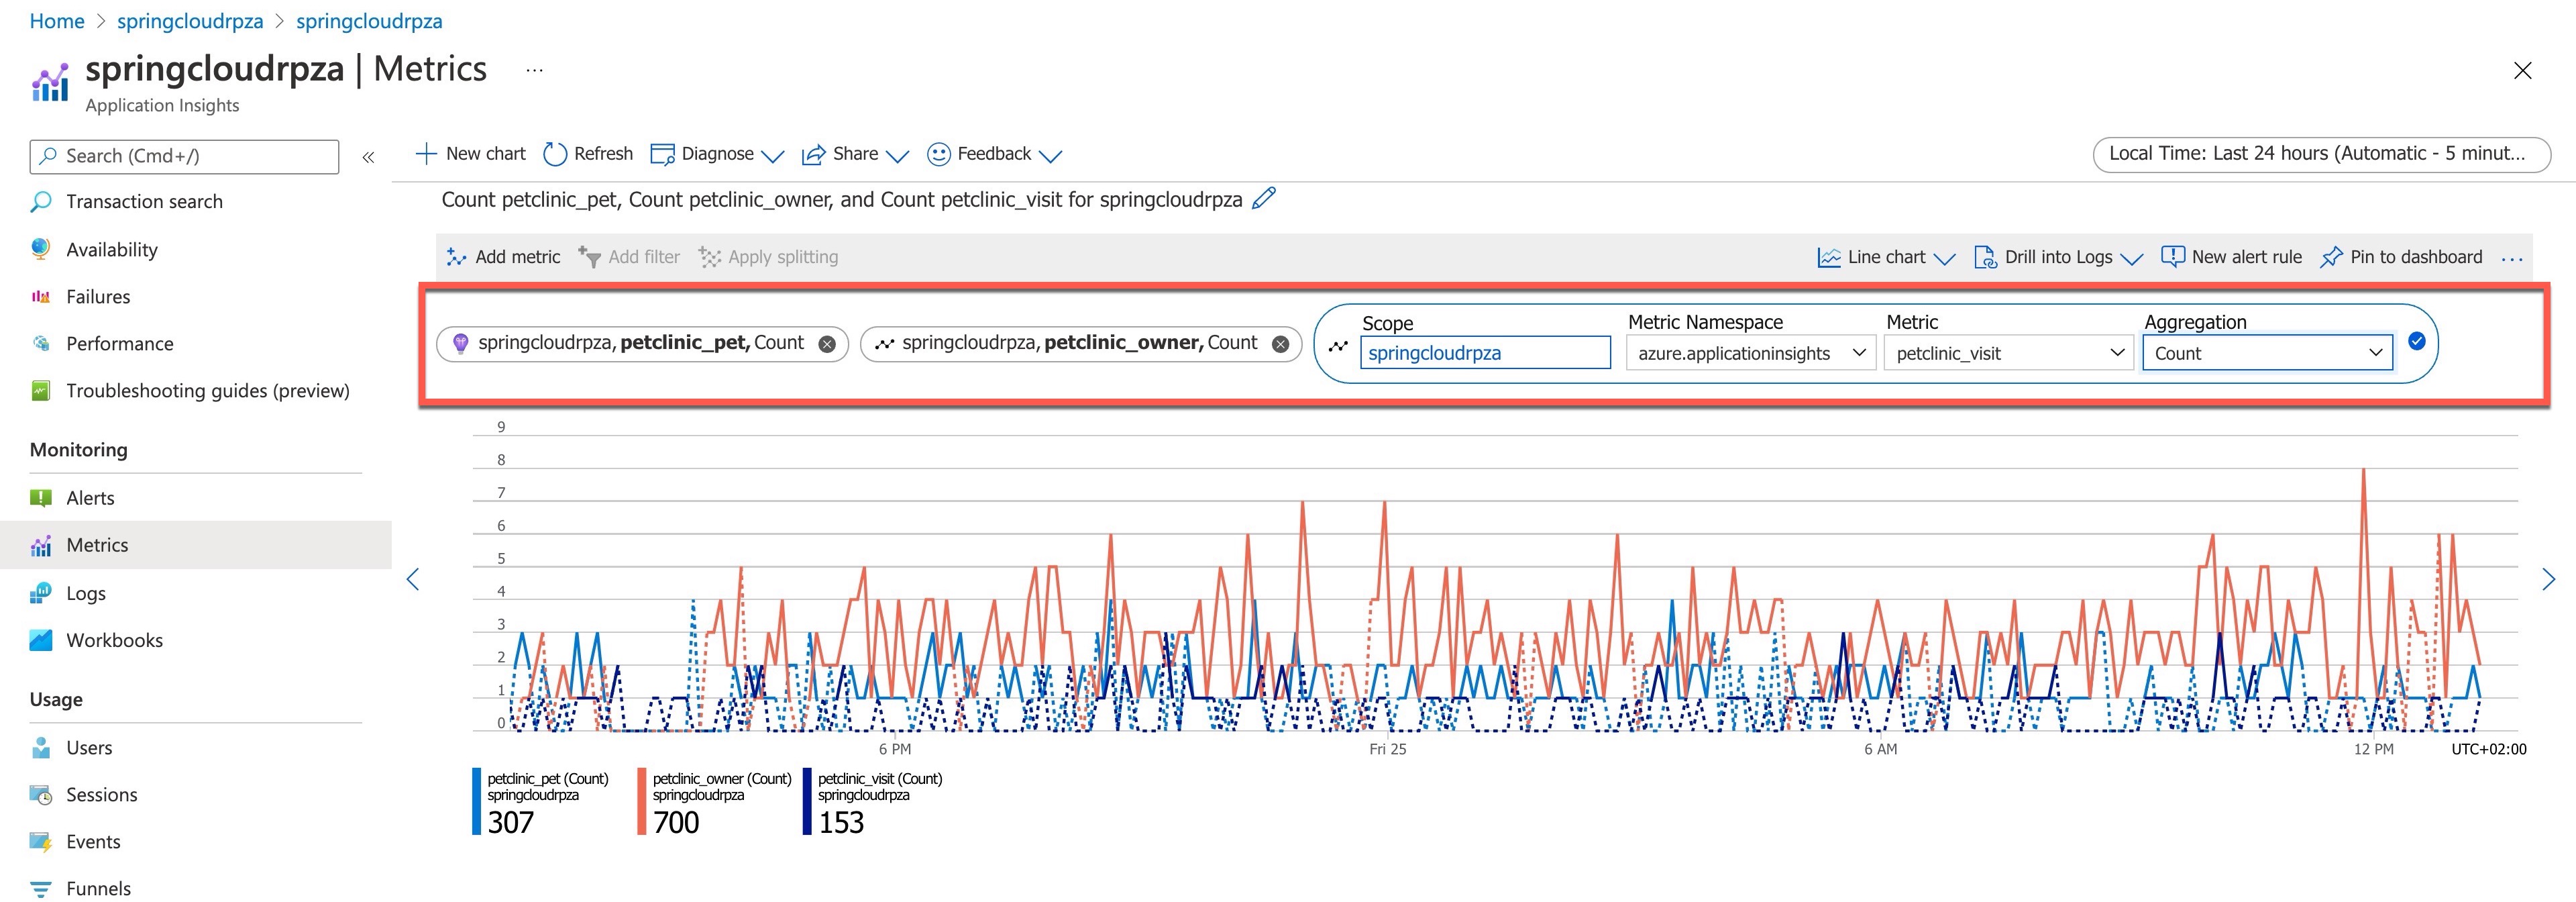 Home > springcloudrpza > springcloudrpza
springcloudrpza | Metrics ...
Application Insights
Search (Cmd+/)
«
Transaction search
Availability
Failures
Performance
Troubleshooting guides (preview)
Monitoring
Alerts
Metrics
Logs
Workbooks
Usage
Users
Sessions
Events
Funnels
New chart Refresh Diagnose Share Feedback
Local Time: Last 24 hours (Automatic - 5 minut...
Count petclinic_pet, Count petclinic_owner, and Count petclinic_visit for springcloudrpza
Add metric Add filter Apply splitting Line chart Drill into Logs New alert rule Pin to dashboard ...
Scope Metric Namespace Metric Aggregation
springcloudrpza, petclinic_pet, Count springcloudrpza, petclinic_owner, Count springcloudrpza azure.applicationinsights petclinic_visit Count
9
8
7
6
5
4
3
2
1
0
6 PM Fri 25 6 AM 12 PM UTC+02:00
petclinic_pet (Count) petclinic_owner (Count) petclinic_visit (Count)
springcloudrpza springcloudrpza springcloudrpza
307 700 153